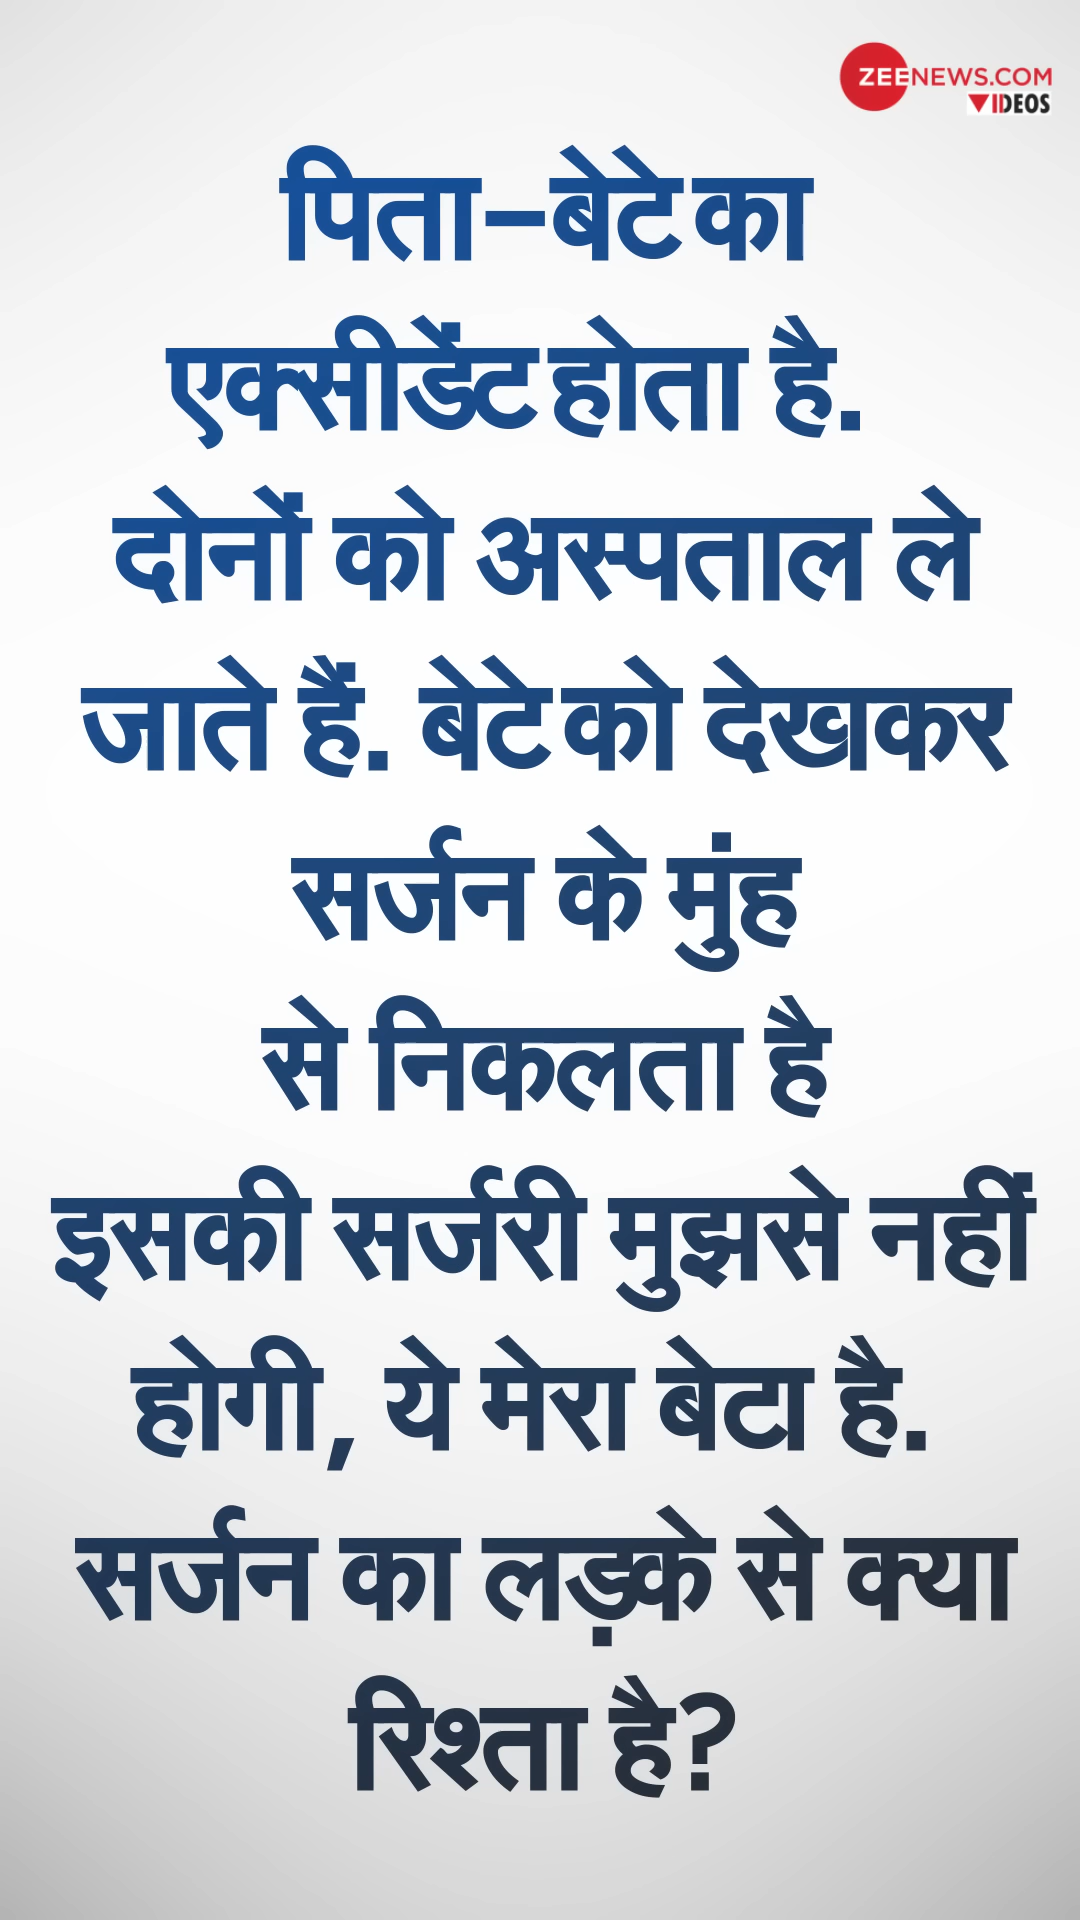 ZEENEWS.COM
VIDEOS
पिता-बेटे का
एक्सीडेंट होता है.
दोनों को अस्पताल ले
जाते हैं. बेटे को देखकर
सर्जन के मुंह
से निकलता है
इसकी सर्जरी मुझसे नहीं
होगी, ये मेरा बेटा है.
सर्जन का लड़के से क्या
रिश्ता है?